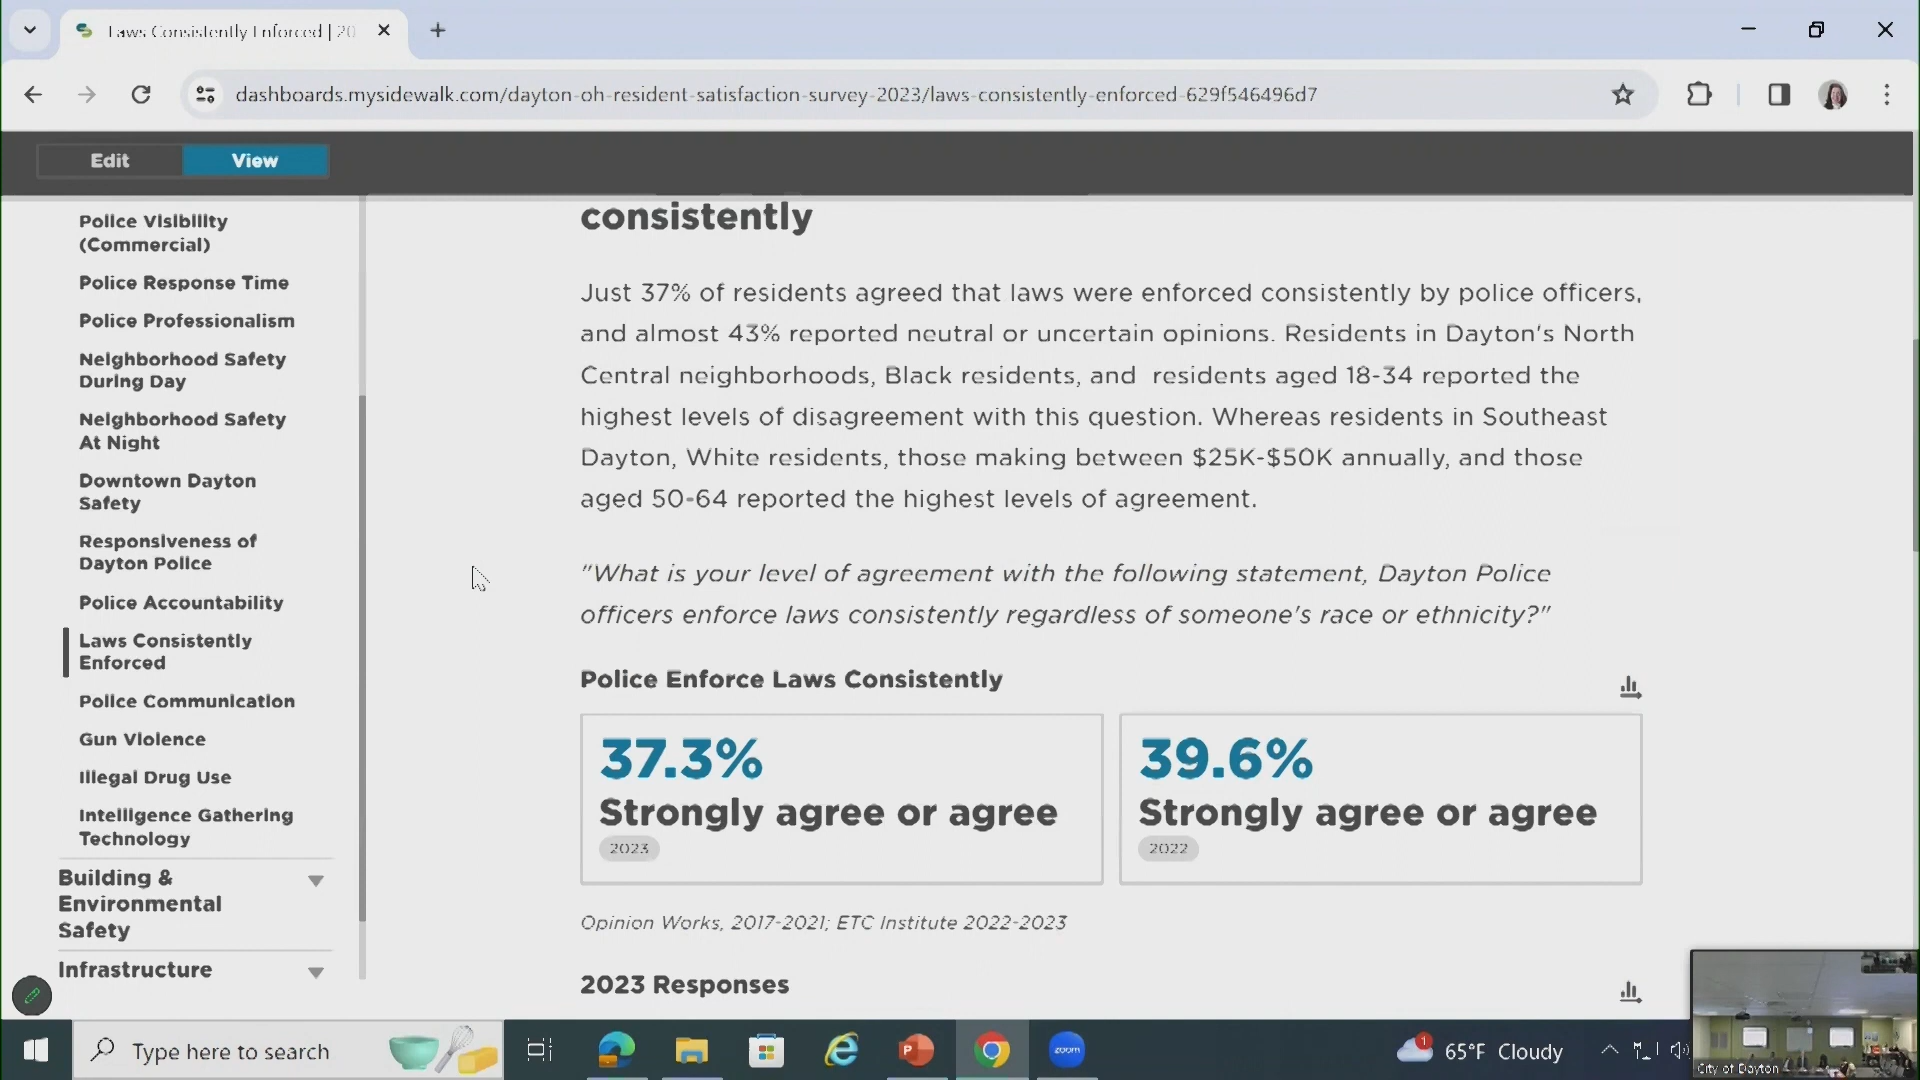 Laws Consistently Enforced | 20
dashboards.mysidewalk.com/dayton-oh-resident-satisfaction-survey-2023/laws-consistently-enforced-629f546496d7
Edit
View
Police Visibility
(Commercial)
Police Response Time
Police Professionalism
Neighborhood Safety
During Day
Neighborhood Safety
At Night
Downtown Dayton
Safety
Responsiveness of
Dayton Police
Police Accountability
Laws Consistently
Enforced
Police Communication
Gun Violence
Illegal Drug Use
Intelligence Gathering
Technology
Building &
Environmental
Safety
Infrastructure
consistently
Just 37% of residents agreed that laws were enforced consistently by police officers,
and almost 43% reported neutral or uncertain opinions. Residents in Dayton's North
Central neighborhoods, Black residents, and residents aged 18-34 reported the
highest levels of disagreement with this question. Whereas residents in Southeast
Dayton, White residents, those making between $25K-$50K annually, and those
aged 50-64 reported the highest levels of agreement.
"What is your level of agreement with the following statement, Dayton Police
officers enforce laws consistently regardless of someone's race or ethnicity?"
Police Enforce Laws Consistently
37.3%
Strongly agree or agree
2023
39.6%
Strongly agree or agree
2022
Opinion Works, 2017-2021; ETC Institute 2022-2023
2023 Responses
Type here to search
P
zoom
1
65°F Cloudy
City of Dayton